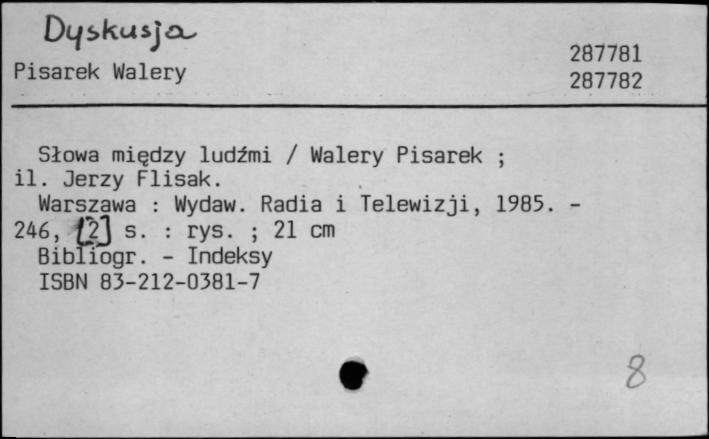 Dyskusja
287781
Pisarek Walery
287782
Słowa między ludźmi / Walery Pisarek ;
il. Jerzy Flisak.
Warszawa : Wydaw. Radia i Telewizji, 1985. -
246, [2] s. : rys. ; 21 cm
Bibliogr. - Indeksy
ISBN 83-212-0381-7
8